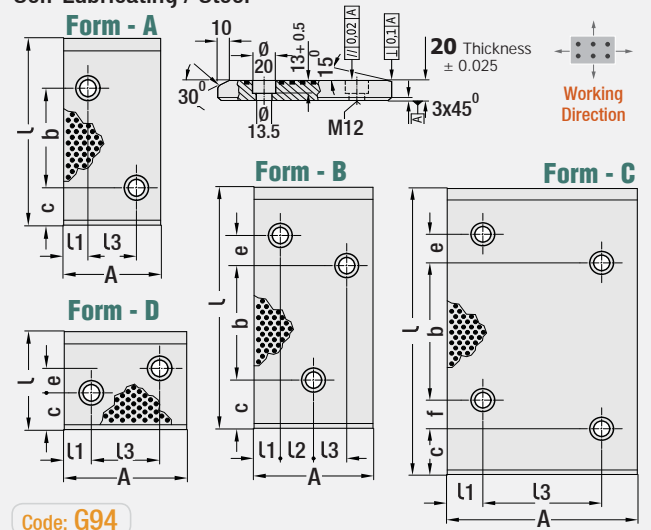 Self-Lubricating / Steel
Form - A
10
Ø
20
13+ 0.5
0
15
// 0,02 A
⊥ 0,1 A
20 Thickness
± 0.025
30⁰
Ø
13.5
M12
A
3x45⁰
Working
Direction
l
b
c
l1
l3
A
Form - B
l
e
b
c
l1
l2
l3
A
Form - C
l
e
b
f
c
l1
l3
A
Form - D
l
e
c
l1
l3
A
Code: G94